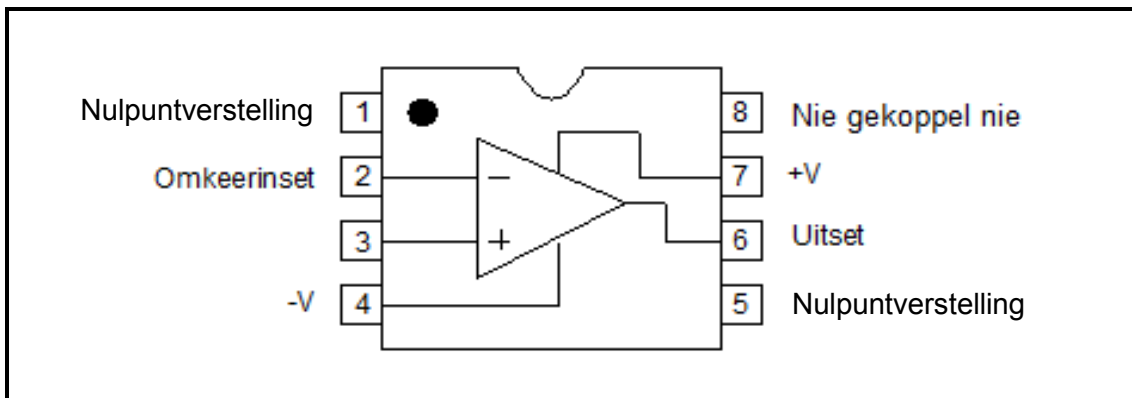 Nulpuntverstelling 1 8 Nie gekoppel nie
Omkeerinset 2 − 7 +V
3 + 6 Uitset
-V 4 5 Nulpuntverstelling